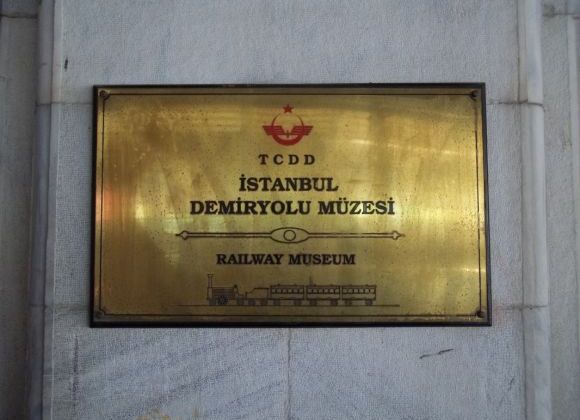 TCDD
İSTANBUL
DEMİRYOLU MÜZESİ
RAILWAY MUSEUM